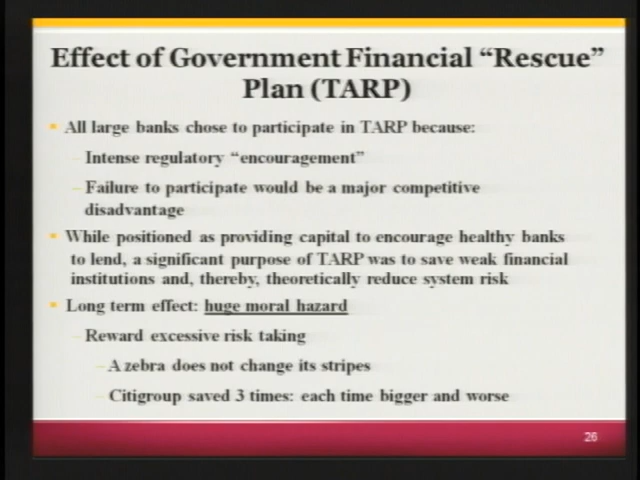 Effect of Government Financial “Rescue”
Plan (TARP)
All large banks chose to participate in TARP because:
Intense regulatory “encouragement”
Failure to participate would be a major competitive
disadvantage
While positioned as providing capital to encourage healthy banks
to lend, a significant purpose of TARP was to save weak financial
institutions and, thereby, theoretically reduce system risk
Long term effect: huge moral hazard
Reward excessive risk taking
A zebra does not change its stripes
Citigroup saved 3 times: each time bigger and worse
26